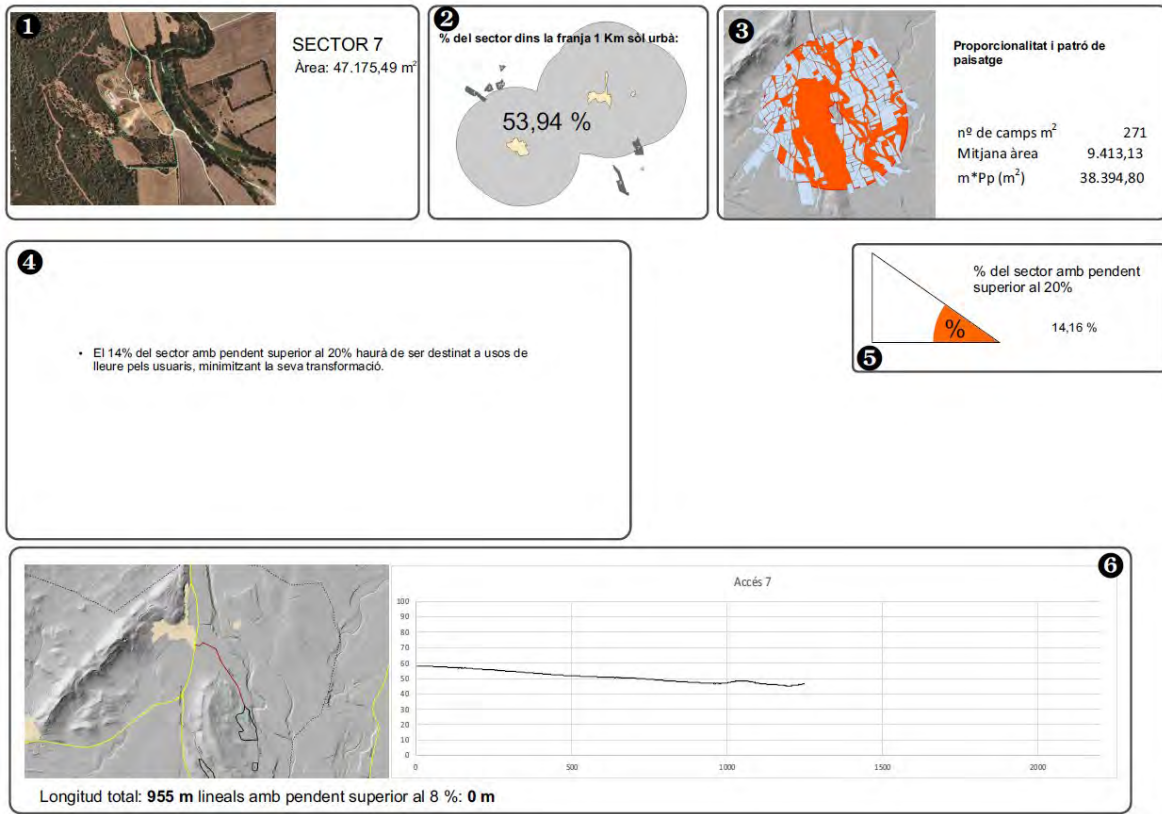 1
SECTOR 7
Àrea: 47.175,49 m²
2
% del sector dins la franja 1 Km sòl urbà:
53,94 %
3
Proporcionalitat i patró de
paisatge
nº de camps m² 271
Mitjana àrea 9.413,13
m*Pp (m²) 38.394,80
4
• El 14% del sector amb pendent superior al 20% haurà de ser destinat a usos de
lleure pels usuaris, minimitzant la seva transformació.
% del sector amb pendent
superior al 20%
%
14,16 %
5
6
Accés 7
100
90
80
70
60
50
40
30
20
10
0
0 500 1000 1500 2000
Longitud total: 955 m lineals amb pendent superior al 8 %: 0 m